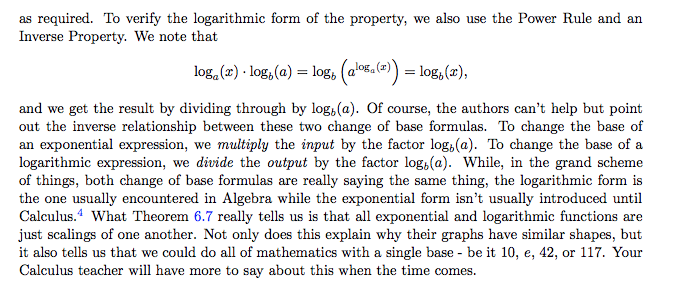 as required. To verify the logarithmic form of the property, we also use the Power Rule and an
Inverse Property. We note that
log_a(x) · log_b(a) = log_b (a^{log_a(x)}) = log_b(x),
and we get the result by dividing through by log_b(a). Of course, the authors can't help but point
out the inverse relationship between these two change of base formulas. To change the base of
an exponential expression, we multiply the input by the factor log_b(a). To change the base of a
logarithmic expression, we divide the output by the factor log_b(a). While, in the grand scheme
of things, both change of base formulas are really saying the same thing, the logarithmic form is
the one usually encountered in Algebra while the exponential form isn't usually introduced until
Calculus.⁴ What Theorem 6.7 really tells us is that all exponential and logarithmic functions are
just scalings of one another. Not only does this explain why their graphs have similar shapes, but
it also tells us that we could do all of mathematics with a single base - be it 10, e, 42, or 117. Your
Calculus teacher will have more to say about this when the time comes.